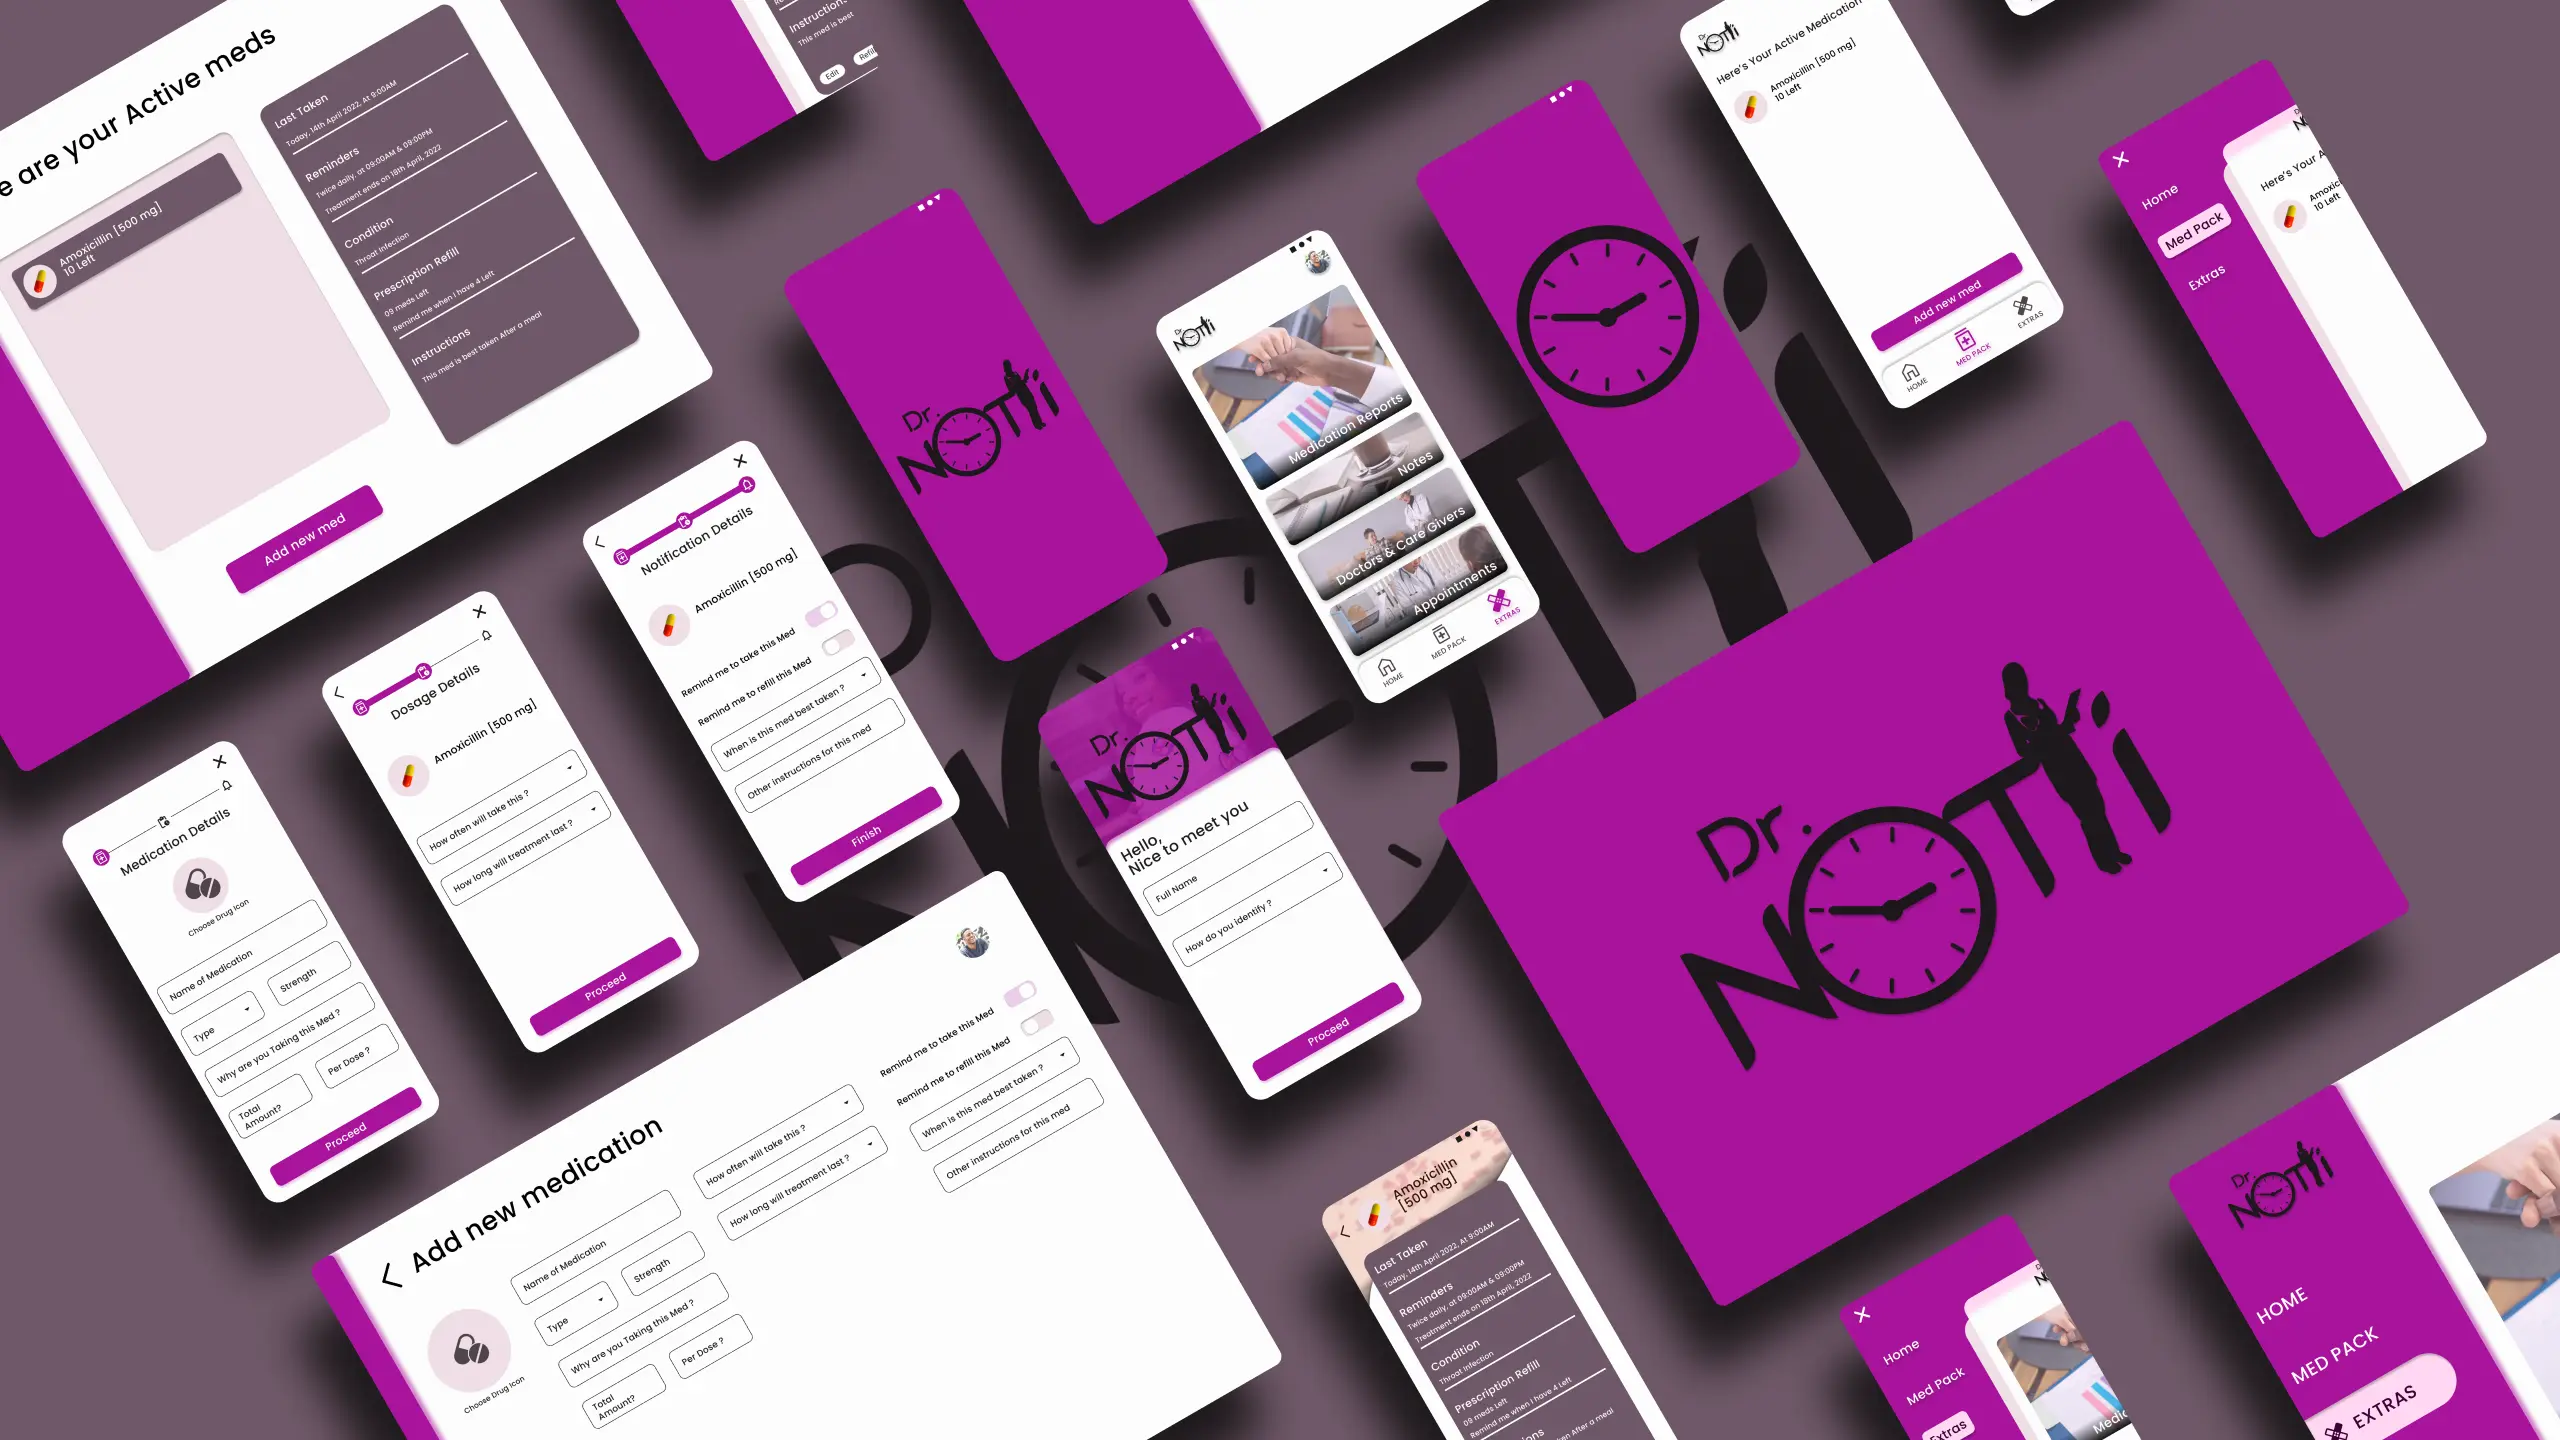 e are your Active meds
Amoxicillin [500 mg]
10 Left
Last Taken
Today, 14th April 2022, At 9:00AM
Reminders
Twice daily, at 09:00AM & 09:00PM
Treatment ends on 18th April, 2022
Condition
Throat Infection
Prescription Refill
09 meds Left
Remind me when I have 4 Left
Instructions
This med is best taken After a meal
Add new med
Instructions
This med is best
Edit
Refill
Dr.
NOTTi
Dr.
NOTTi
Medication Reports
Notes
Doctors & Care Givers
Appointments
HOME
MED PACK
EXTRAS
Dr.
NOTTi
Here's Your Active Medication
Amoxicillin [500 mg]
10 Left
Add new med
HOME
MED PACK
EXTRAS
Home
Med Pack
Extras
Here's Your A
Amoxic
10 Left
Medication Details
Choose Drug Icon
Name of Medication
Type
Strength
Why are you Taking this Med ?
Total
Amount?
Per Dose ?
Proceed
Dosage Details
Amoxicillin [500 mg]
How often will take this ?
How long will treatment last ?
Proceed
Notification Details
Amoxicillin [500 mg]
Remind me to take this Med
Remind me to refill this Med
When is this med best taken ?
Other instructions for this med
Finish
Dr.
NOTTi
Hello,
Nice to meet you
Full Name
How do you identify ?
Proceed
Dr.
NOTTi
Add new medication
Choose Drug Icon
Name of Medication
Type
Strength
Why are you Taking this Med ?
Total
Amount?
Per Dose ?
How often will take this ?
How long will treatment last ?
Remind me to take this Med
Remind me to refill this Med
When is this med best taken ?
Other instructions for this med
Amoxicillin
[500 mg]
Last Taken
Today, 14th April 2022, At 9:00AM
Reminders
Twice daily, at 09:00AM & 09:00PM
Treatment ends on 18th April, 2022
Condition
Throat Infection
Prescription Refill
09 meds Left
Remind me when I have 4 Left
ions
ken After a meal
Home
Med Pack
Extras
Medic
Dr.
NOTTi
HOME
MED PACK
EXTRAS